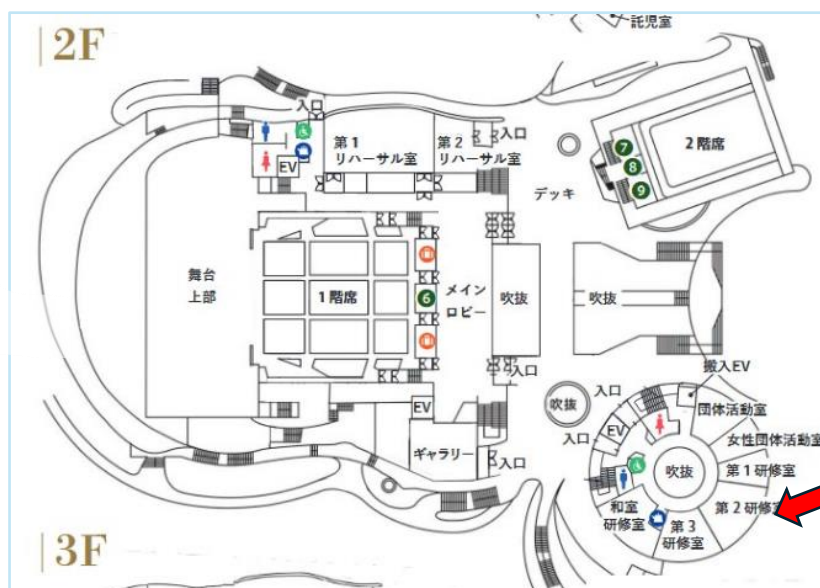 託児室
2F
入口
EV
第1
リハーサル室
第2
リハーサル室
入口
デッキ
7
8
9
2階席
舞台
上部
1階席
6
メイン
ロビー
吹抜
吹抜
入口
搬入EV
EV
ギャラリー
入口
吹抜
入口
入口
EV
団体活動室
女性団体活動室
第1研修室
吹抜
第2研修室
和室
研修室
第3
研修室
3F